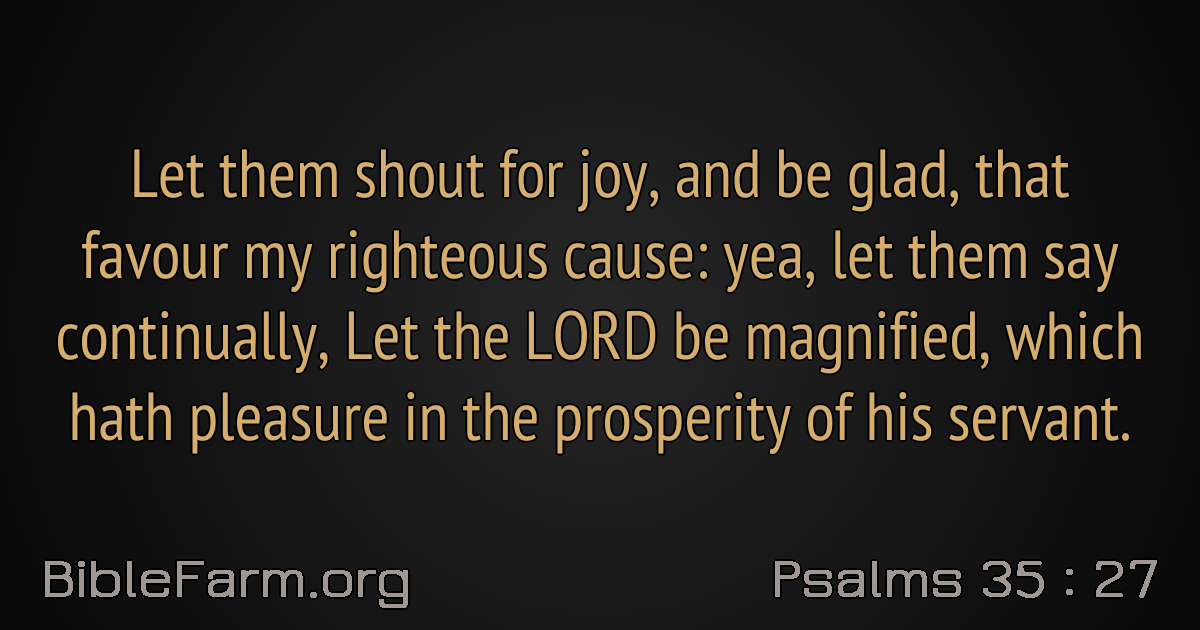 Let them shout for joy, and be glad, that
favour my righteous cause: yea, let them say
continually, Let the LORD be magnified, which
hath pleasure in the prosperity of his servant.
BibleFarm.org
Psalms 35 : 27